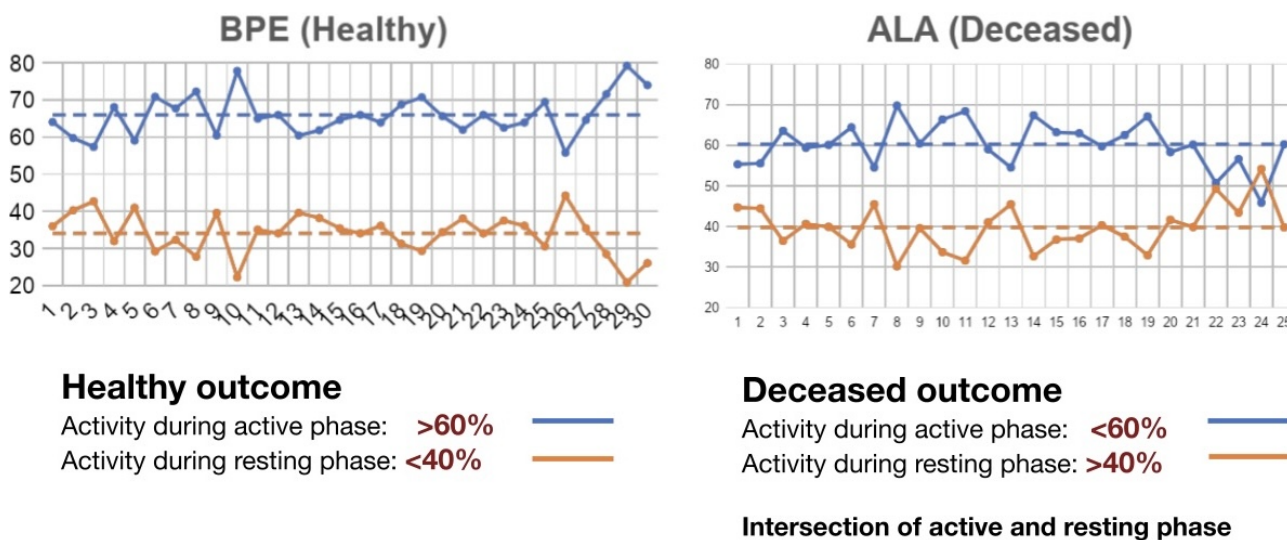 BPE (Healthy)
80
70
60
50
40
30
20
1 2 3 4 5 6 7 8 9 10 11 12 13 14 15 16 17 18 19 20 21 22 23 24 25 26 27 28 29 30
Healthy outcome
Activity during active phase: >60%
Activity during resting phase: <40%
ALA (Deceased)
80
70
60
50
40
30
20
1 2 3 4 5 6 7 8 9 10 11 12 13 14 15 16 17 18 19 20 21 22 23 24 25
Deceased outcome
Activity during active phase: <60%
Activity during resting phase: >40%
Intersection of active and resting phase